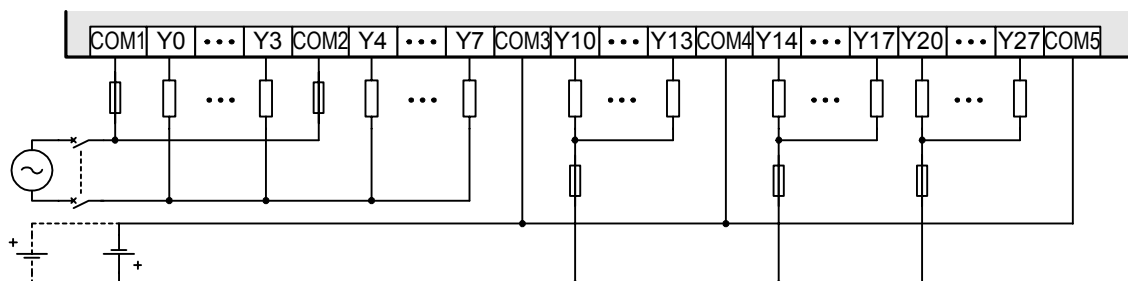 COM1 Y0 ••• Y3 COM2 Y4 ••• Y7 COM3 Y10 ••• Y13 COM4 Y14 ••• Y17 Y20 ••• Y27 COM5
••• ••• ••• ••• •••
+
+